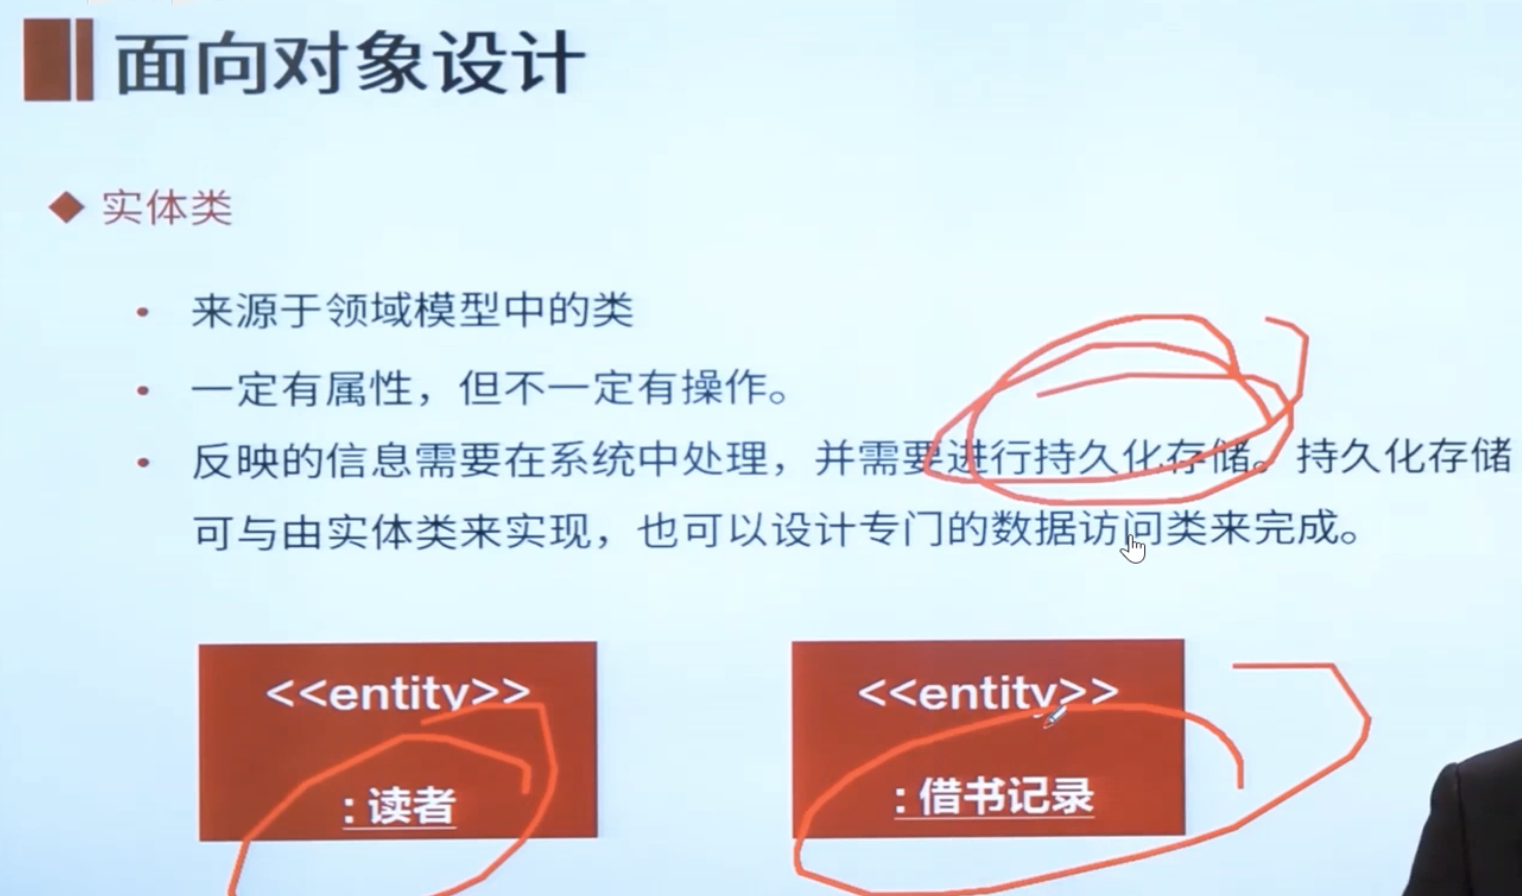 面向对象设计
实体类
来源于领域模型中的类
一定有属性，但不一定有操作。
反映的信息需要在系统中处理，并需要进行持久化存储。持久化存储
可与由实体类来实现，也可以设计专门的数据访问类来完成。
<<entity>>
: 读者
<<entity>>
: 借书记录